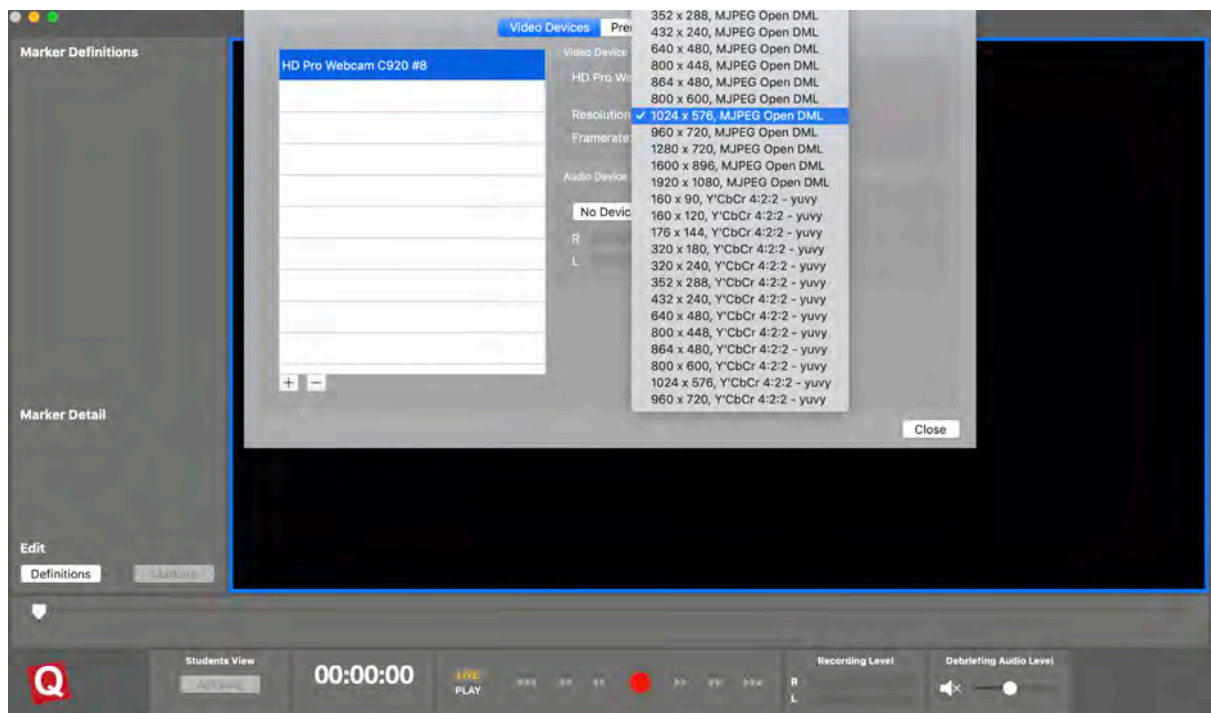 Video Devices
Marker Definitions
HD Pro Webcam C920 #8
Video Device
HD Pro
Resolution
Framerate
Audio Device
No Devic
R
L
352 x 288, MJPEG Open DML
432 x 240, MJPEG Open DML
640 x 480, MJPEG Open DML
800 x 448, MJPEG Open DML
864 x 480, MJPEG Open DML
800 x 600, MJPEG Open DML
✓ 1024 x 576, MJPEG Open DML
960 x 720, MJPEG Open DML
1280 x 720, MJPEG Open DML
1600 x 896, MJPEG Open DML
1920 x 1080, MJPEG Open DML
160 x 90, Y'CbCr 4:2:2 - yuvy
160 x 120, Y'CbCr 4:2:2 - yuvy
176 x 144, Y'CbCr 4:2:2 - yuvy
320 x 180, Y'CbCr 4:2:2 - yuvy
320 x 240, Y'CbCr 4:2:2 - yuvy
352 x 288, Y'CbCr 4:2:2 - yuvy
432 x 240, Y'CbCr 4:2:2 - yuvy
640 x 480, Y'CbCr 4:2:2 - yuvy
800 x 448, Y'CbCr 4:2:2 - yuvy
864 x 480, Y'CbCr 4:2:2 - yuvy
800 x 600, Y'CbCr 4:2:2 - yuvy
1024 x 576, Y'CbCr 4:2:2 - yuvy
960 x 720, Y'CbCr 4:2:2 - yuvy
+ −
Close
Marker Detail
Edit
Definitions
Markers
Q
Students View
00:00:00
LIVE
PLAY
Recording Level
R
L
Debriefing Audio Level